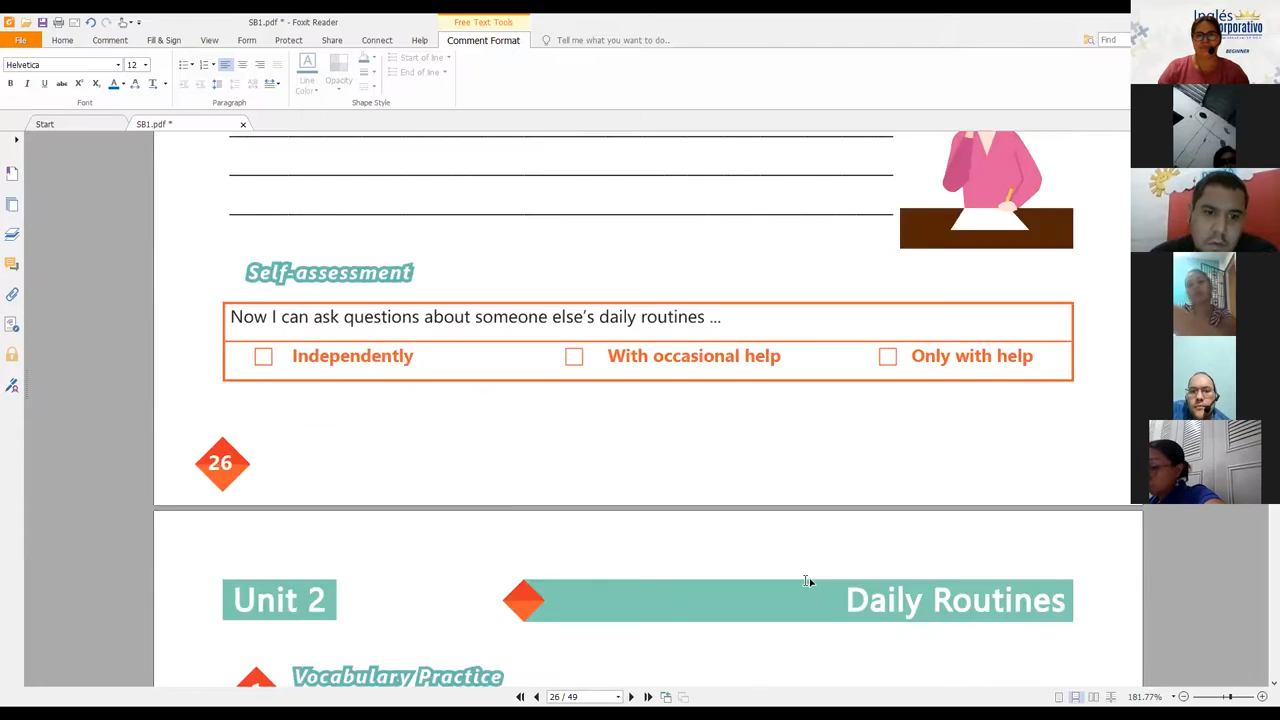 SB1.pdf * - Foxit Reader
Free Text Tools
File
Home
Comment
Fill & Sign
View
Form
Protect
Share
Connect
Help
Comment Format
Tell me what you want to do..
Find
Helvetica
12
Line Color
Opacity
Start of line
End of line
B I U abc X² X₂ A T
Font
Paragraph
Shape Style
Start
SB1.pdf *
Self-assessment
Now I can ask questions about someone else's daily routines ...
Independently
With occasional help
Only with help
26
Unit 2
Daily Routines
Vocabulary Practice
26 / 49
181.77%
Inglés
BEGINNER